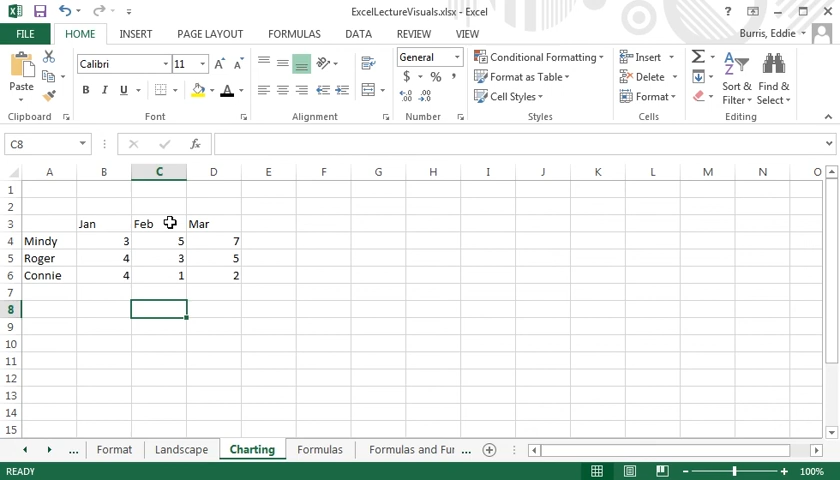 ExcelLectureVisuals.xlsx - Excel
?
FILE HOME INSERT PAGE LAYOUT FORMULAS DATA REVIEW VIEW Burris, Eddie
Paste
Calibri 11
B I U
General
$ % ,
Conditional Formatting
Format as Table
Cell Styles
Insert
Delete
Format
Sort & Filter
Find & Select
Clipboard Font Alignment Number Styles Cells Editing
C8 fx
A B C D E F G H I J K L M N O
1
2
3 Jan Feb Mar
4 Mindy 3 5 7
5 Roger 4 3 5
6 Connie 4 1 2
7
8
9
10
11
12
13
14
15
... Format Landscape Charting Formulas Formulas and Fur ...
READY 100%